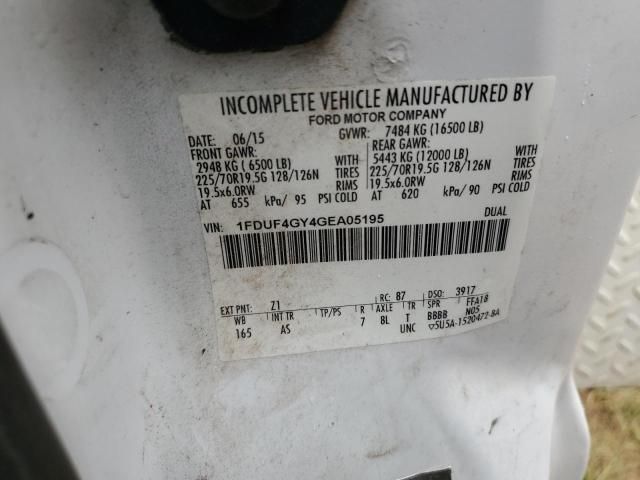 INCOMPLETE VEHICLE MANUFACTURED BY
FORD MOTOR COMPANY
DATE: 06/15 GVWR: 7484 KG (16500 LB)
FRONT GAWR: REAR GAWR:
2948 KG ( 6500 LB) WITH 5443 KG (12000 LB) WITH
225/70R19.5G 128/126N TIRES 225/70R19.5G 128/126N TIRES
19.5x6.0RW RIMS 19.5x6.0RW RIMS
AT 655 kPa/ 95 PSI COLD AT 620 kPa/ 90 PSI COLD
VIN: 1FDUF4GY4GEA05195 DUAL
EXT PNT: Z1 RC: 87 DSO: 3917
WB INT TR TP/PS R AXLE TR SPR FFA18
165 AS 7 8L T BBBB N05
UNC ▽5U5A-1520472-BA